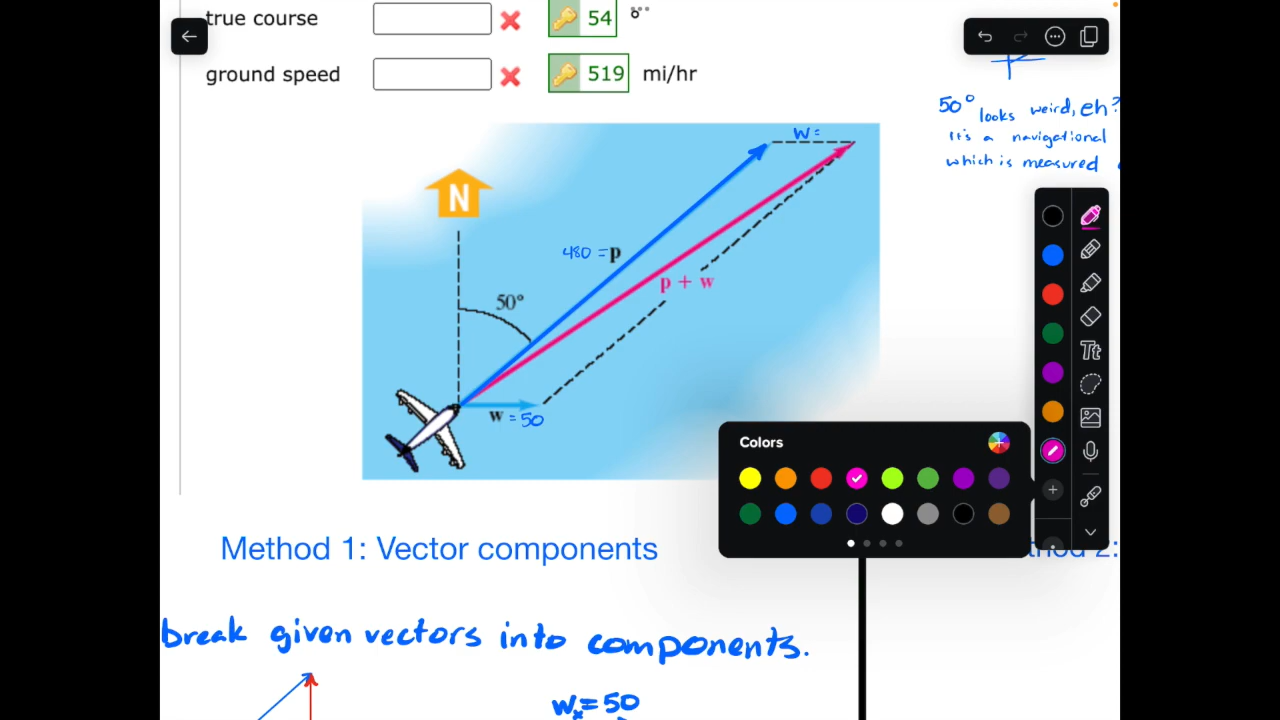 true course 54 °
ground speed 519 mi/hr
50° looks weird, eh?
It's a navigational
which is measured
w=
N
480 = p
50°
p + w
w = 50
Tt
Colors
Method 1: Vector components
break given vectors into components.
wx = 50